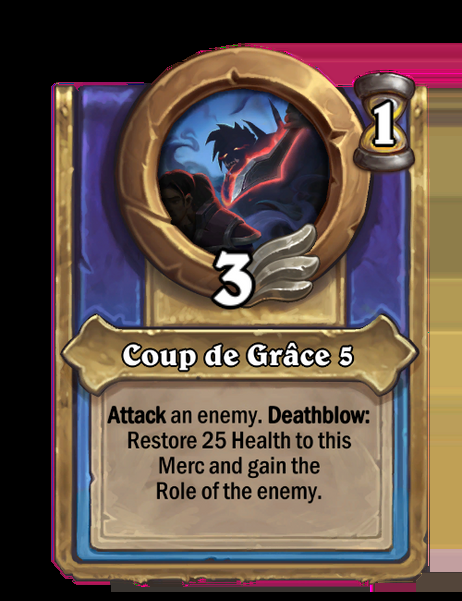 1
3
Coup de Grâce 5
Attack an enemy. Deathblow:
Restore 25 Health to this
Merc and gain the
Role of the enemy.